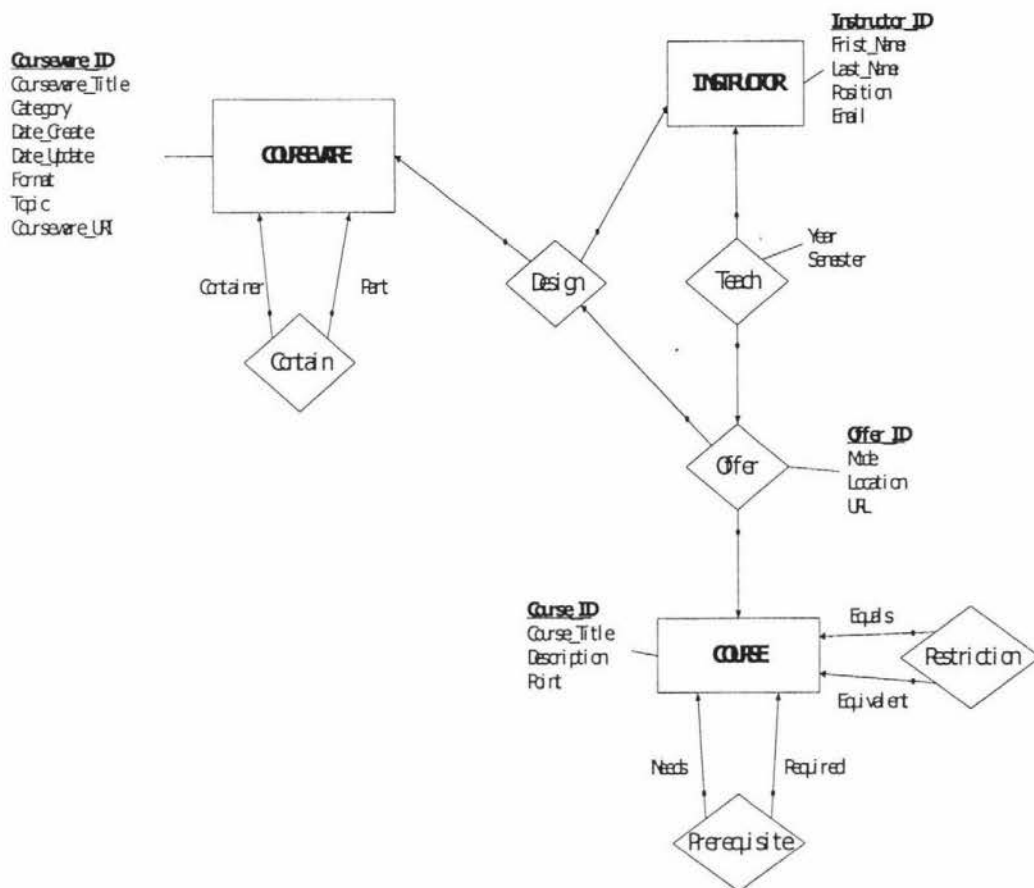 Courseware_ID
Courseware_Title
Category
Date_Create
Date_Update
Format
Topic
Courseware_URI
COURSEWARE
Container
Part
Contain
Design
INSTRUCTOR
Instructor_ID
Frist_Name
Last_Name
Position
Email
Teach
Year
Semester
Offer
Offer_ID
Mode
Location
URL
Course_ID
Course_Title
Description
Point
COURSE
Equals
Equivalent
Restriction
Needs
Required
Prerequisite